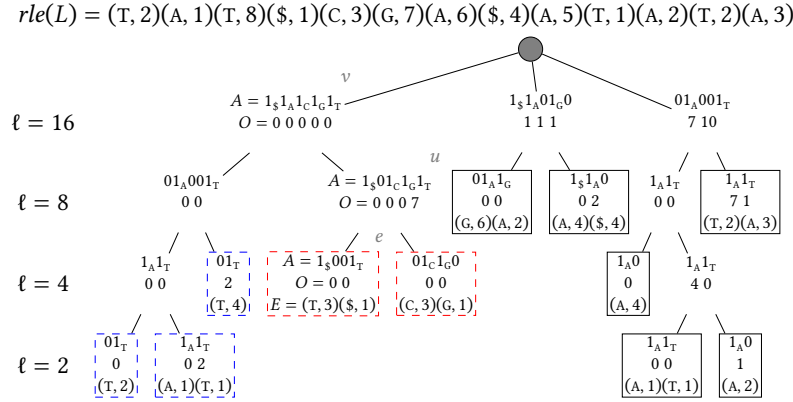 rle(L) = (T, 2)(A, 1)(T, 8)($, 1)(C, 3)(G, 7)(A, 6)($, 4)(A, 5)(T, 1)(A, 2)(T, 2)(A, 3)
v
ℓ = 16
A = 1$1A1C1G1T
O = 0 0 0 0 0
1$1A01G0
1 1 1
01A001T
7 10
u
ℓ = 8
01A001T
0 0
A = 1$01C1G1T
O = 0 0 0 7
01A1G
0 0
(G, 6)(A, 2)
1$1A0
0 2
(A, 4)($, 4)
1A1T
0 0
1A1T
7 1
(T, 2)(A, 3)
e
ℓ = 4
1A1T
0 0
01T
2
(T, 4)
A = 1$001T
O = 0 0
E = (T, 3)($, 1)
01C1G0
0 0
(C, 3)(G, 1)
1A0
0
(A, 4)
1A1T
4 0
ℓ = 2
01T
0
(T, 2)
1A1T
0 2
(A, 1)(T, 1)
1A1T
0 0
(A, 1)(T, 1)
1A0
1
(A, 2)